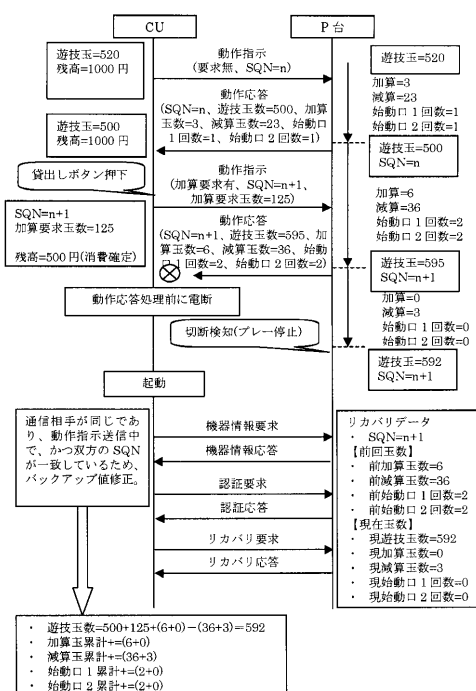 CU
P台
遊技玉=520
残高=1000 円
動作指示
(要求無、SQN=n)
遊技玉=520
加算=3
減算=23
始動口 1 回数=1
始動口 2 回数=1
動作応答
(SQN=n、遊技玉数=500、加算
玉数=3、減算玉数=23、始動口
1 回数=1、始動口 2 回数=1)
遊技玉=500
残高=1000 円
遊技玉=500
SQN=n
貸出しボタン押下
動作指示
(加算要求有、SQN=n+1、
加算要求玉数=125)
加算=6
減算=36
始動口 1 回数=2
始動口 2 回数=2
SQN=n+1
加算要求玉数=125
残高=500 円(消費確定)
動作応答
(SQN=n+1、遊技玉数=595、加
算玉数=6、減算玉数=36、始動
口 1 回数=2、始動口 2 回数=2)
遊技玉=595
SQN=n+1
動作応答処理前に電断
加算=0
減算=3
始動口 1 回数=0
始動口 2 回数=0
切断検知(プレー停止)
遊技玉=592
SQN=n+1
起動
通信相手が同じであ
り、動作指示送信中
で、かつ双方の SQN
が一致しているため、
バックアップ値修正。
機器情報要求
機器情報応答
認証要求
認証応答
リカバリ要求
リカバリ応答
リカバリデータ
・ SQN=n+1
【前回玉数】
・ 前加算玉数=6
・ 前減算玉数=36
・ 前始動口 1 回数=2
・ 前始動口 2 回数=2
【現在玉数】
・ 現遊技玉数=592
・ 現加算玉数=0
・ 現減算玉数=3
・ 現始動口 1 回数=0
・ 現始動口 2 回数=0
・ 遊技玉数=500+125+(6+0)−(36+3)=592
・ 加算玉累計+=(6+0)
・ 減算玉累計+=(36+3)
・ 始動口 1 累計+=(2+0)
・ 始動口 2 累計+=(2+0)